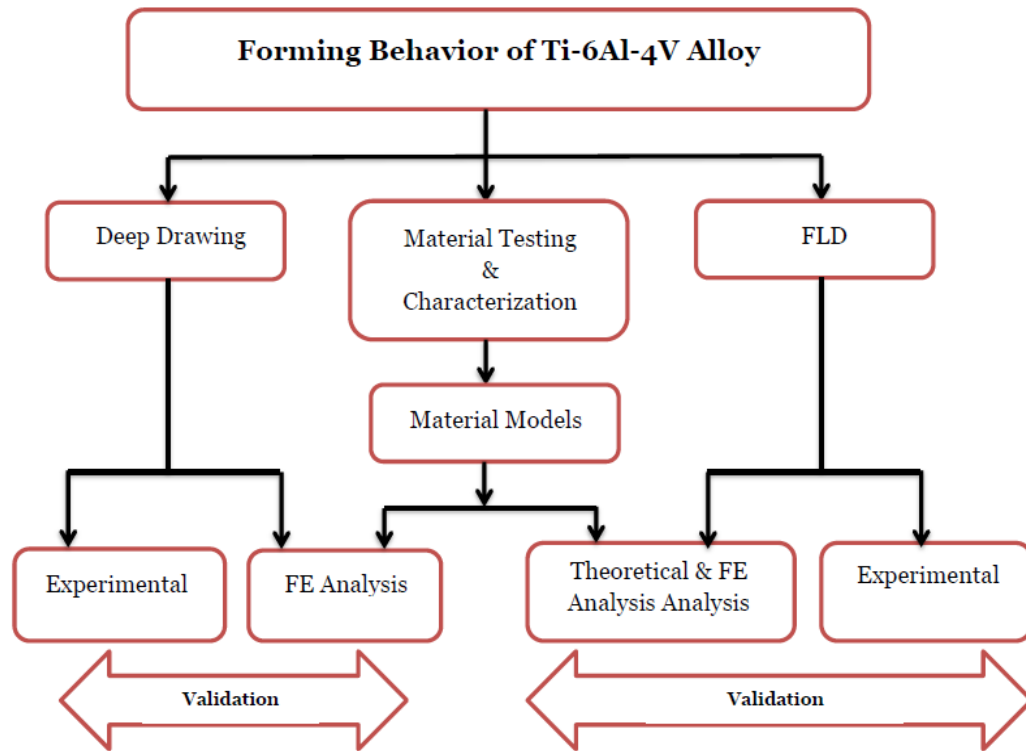 Forming Behavior of Ti-6Al-4V Alloy
Deep Drawing
Material Testing
&
Characterization
FLD
Material Models
Experimental
FE Analysis
Theoretical & FE
Analysis Analysis
Experimental
Validation
Validation